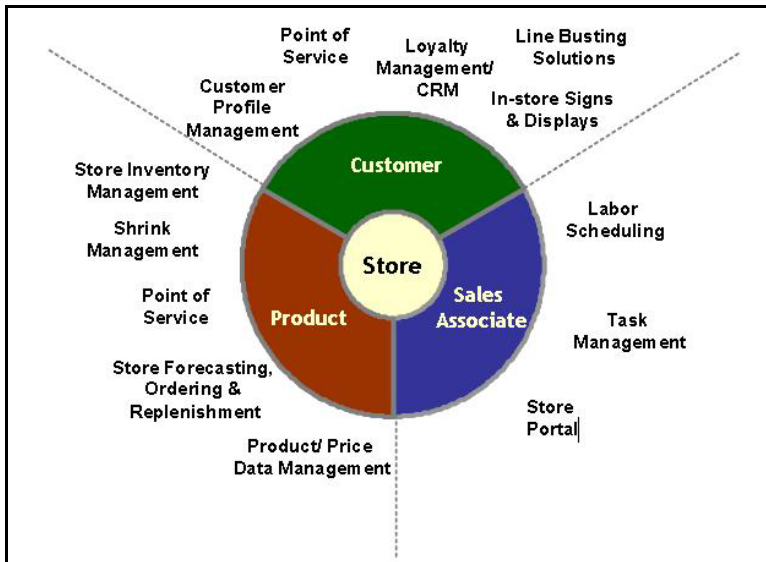 Point of
Service
Loyalty
Management/
CRM
Line Busting
Solutions
Customer
Profile
Management
In-store Signs
& Displays
Customer
Store Inventory
Management
Shrink
Management
Point of
Service
Store Forecasting,
Ordering &
Replenishment
Product/ Price
Data Management
Product
Store
Sales
Associate
Labor
Scheduling
Task
Management
Store
Portal